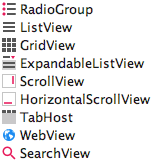 RadioGroup
ListView
GridView
ExpandableListView
ScrollView
HorizontalScrollView
TabHost
WebView
SearchView